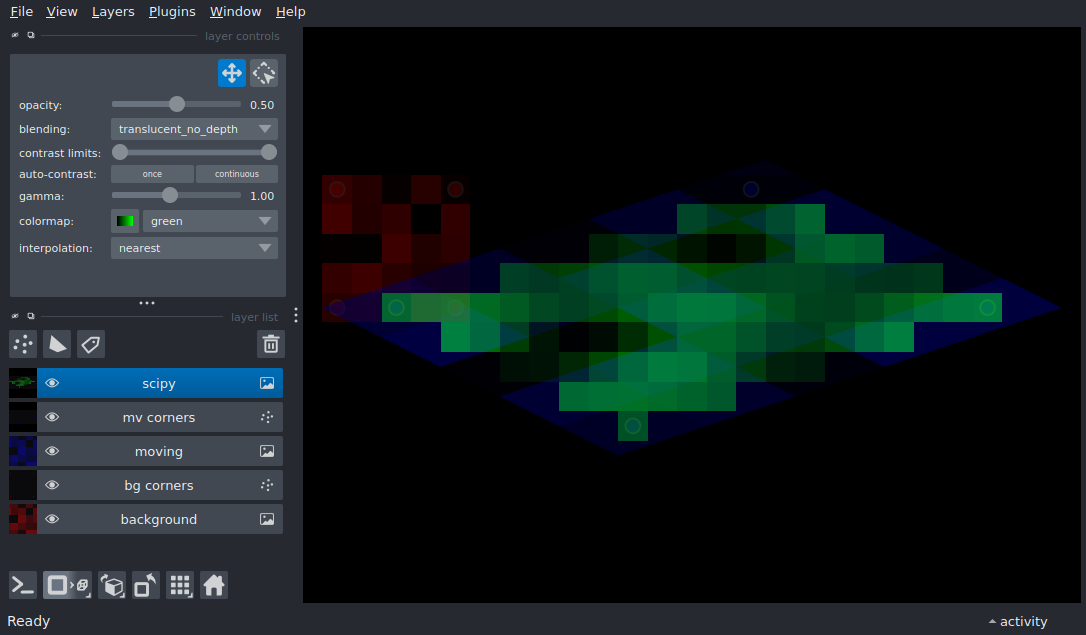 File View Layers Plugins Window Help
layer controls
opacity: 0.50
blending: translucent_no_depth
contrast limits:
auto-contrast: once continuous
gamma: 1.00
colormap: green
interpolation: nearest
layer list
scipy
mv corners
moving
bg corners
background
Ready activity